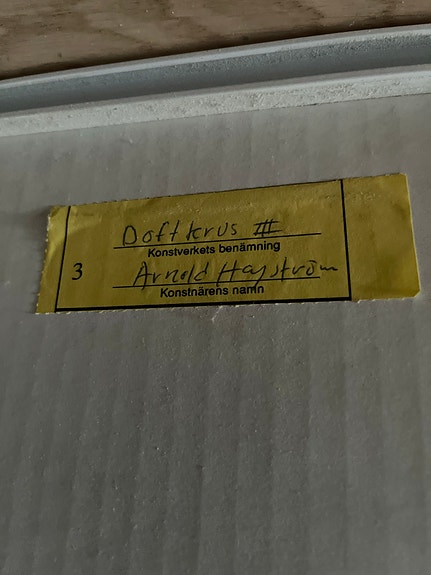 Doftkrus III
Konstverkets benämning
3
Arnold Hagström
Konstnärens namn